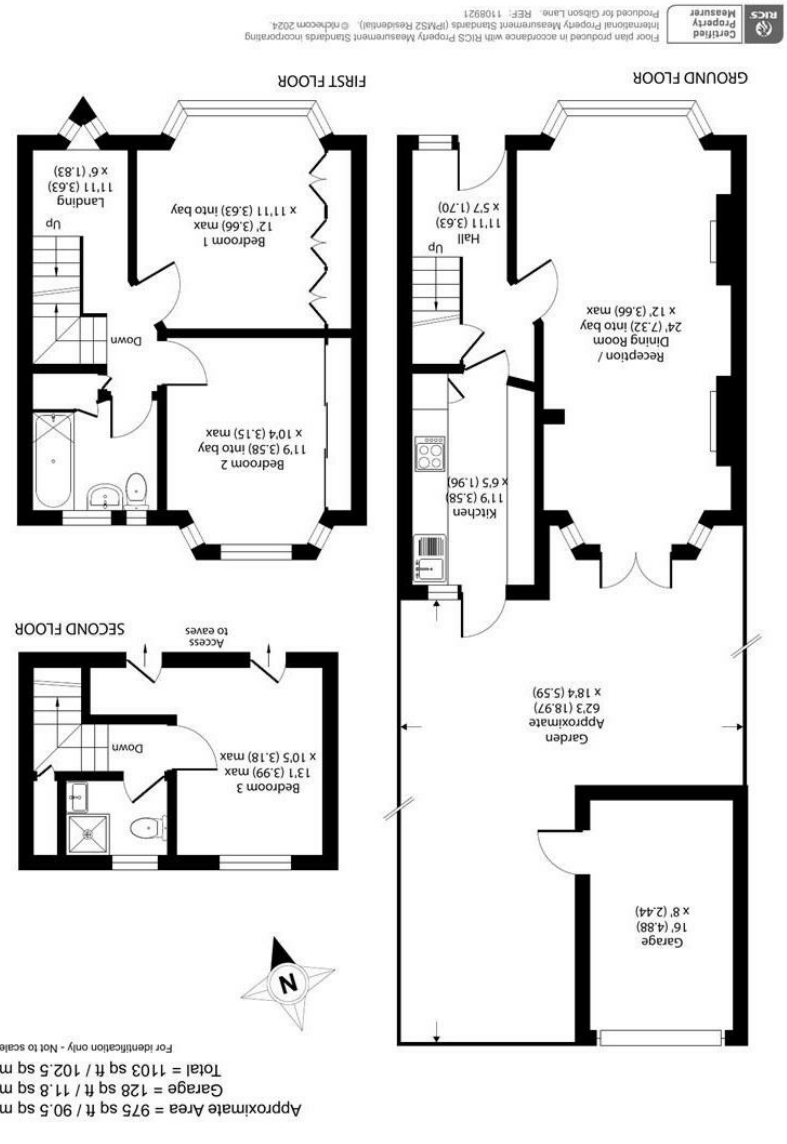 Approximate Area = 975 sq ft / 90.5 sq m
Garage = 128 sq ft / 11.8 sq m
Total = 1103 sq ft / 102.5 sq m
For identification only - Not to scale
N
Garage
16' (4.88)
x 8' (2.44)
Garden
Approximate
62'3 (18.97)
x 18'4 (5.59)
Kitchen
11'9 (3.58)
x 6'5 (1.96)
Reception /
Dining Room
24' (7.32) into bay
x 12' (3.66) max
Up
Hall
11'11 (3.63)
x 5'7 (1.70)
GROUND FLOOR
Bedroom 3
13'1 (3.99) max
x 10'5 (3.18) max
Down
Access
to eaves
SECOND FLOOR
Bedroom 2
11'9 (3.58) into bay
x 10'4 (3.15) max
Down
Bedroom 1
12' (3.66) max
x 11'11 (3.63) into bay
Up
Landing
11'11 (3.63)
x 6' (1.83)
FIRST FLOOR
RICS
Certified
Property
Measurer
Floor plan produced in accordance with RICS Property Measurement Standards incorporating
International Property Measurement Standards (IPMS2 Residential). © nichecom 2024.
Produced for Gibson Lane. REF: 1108921